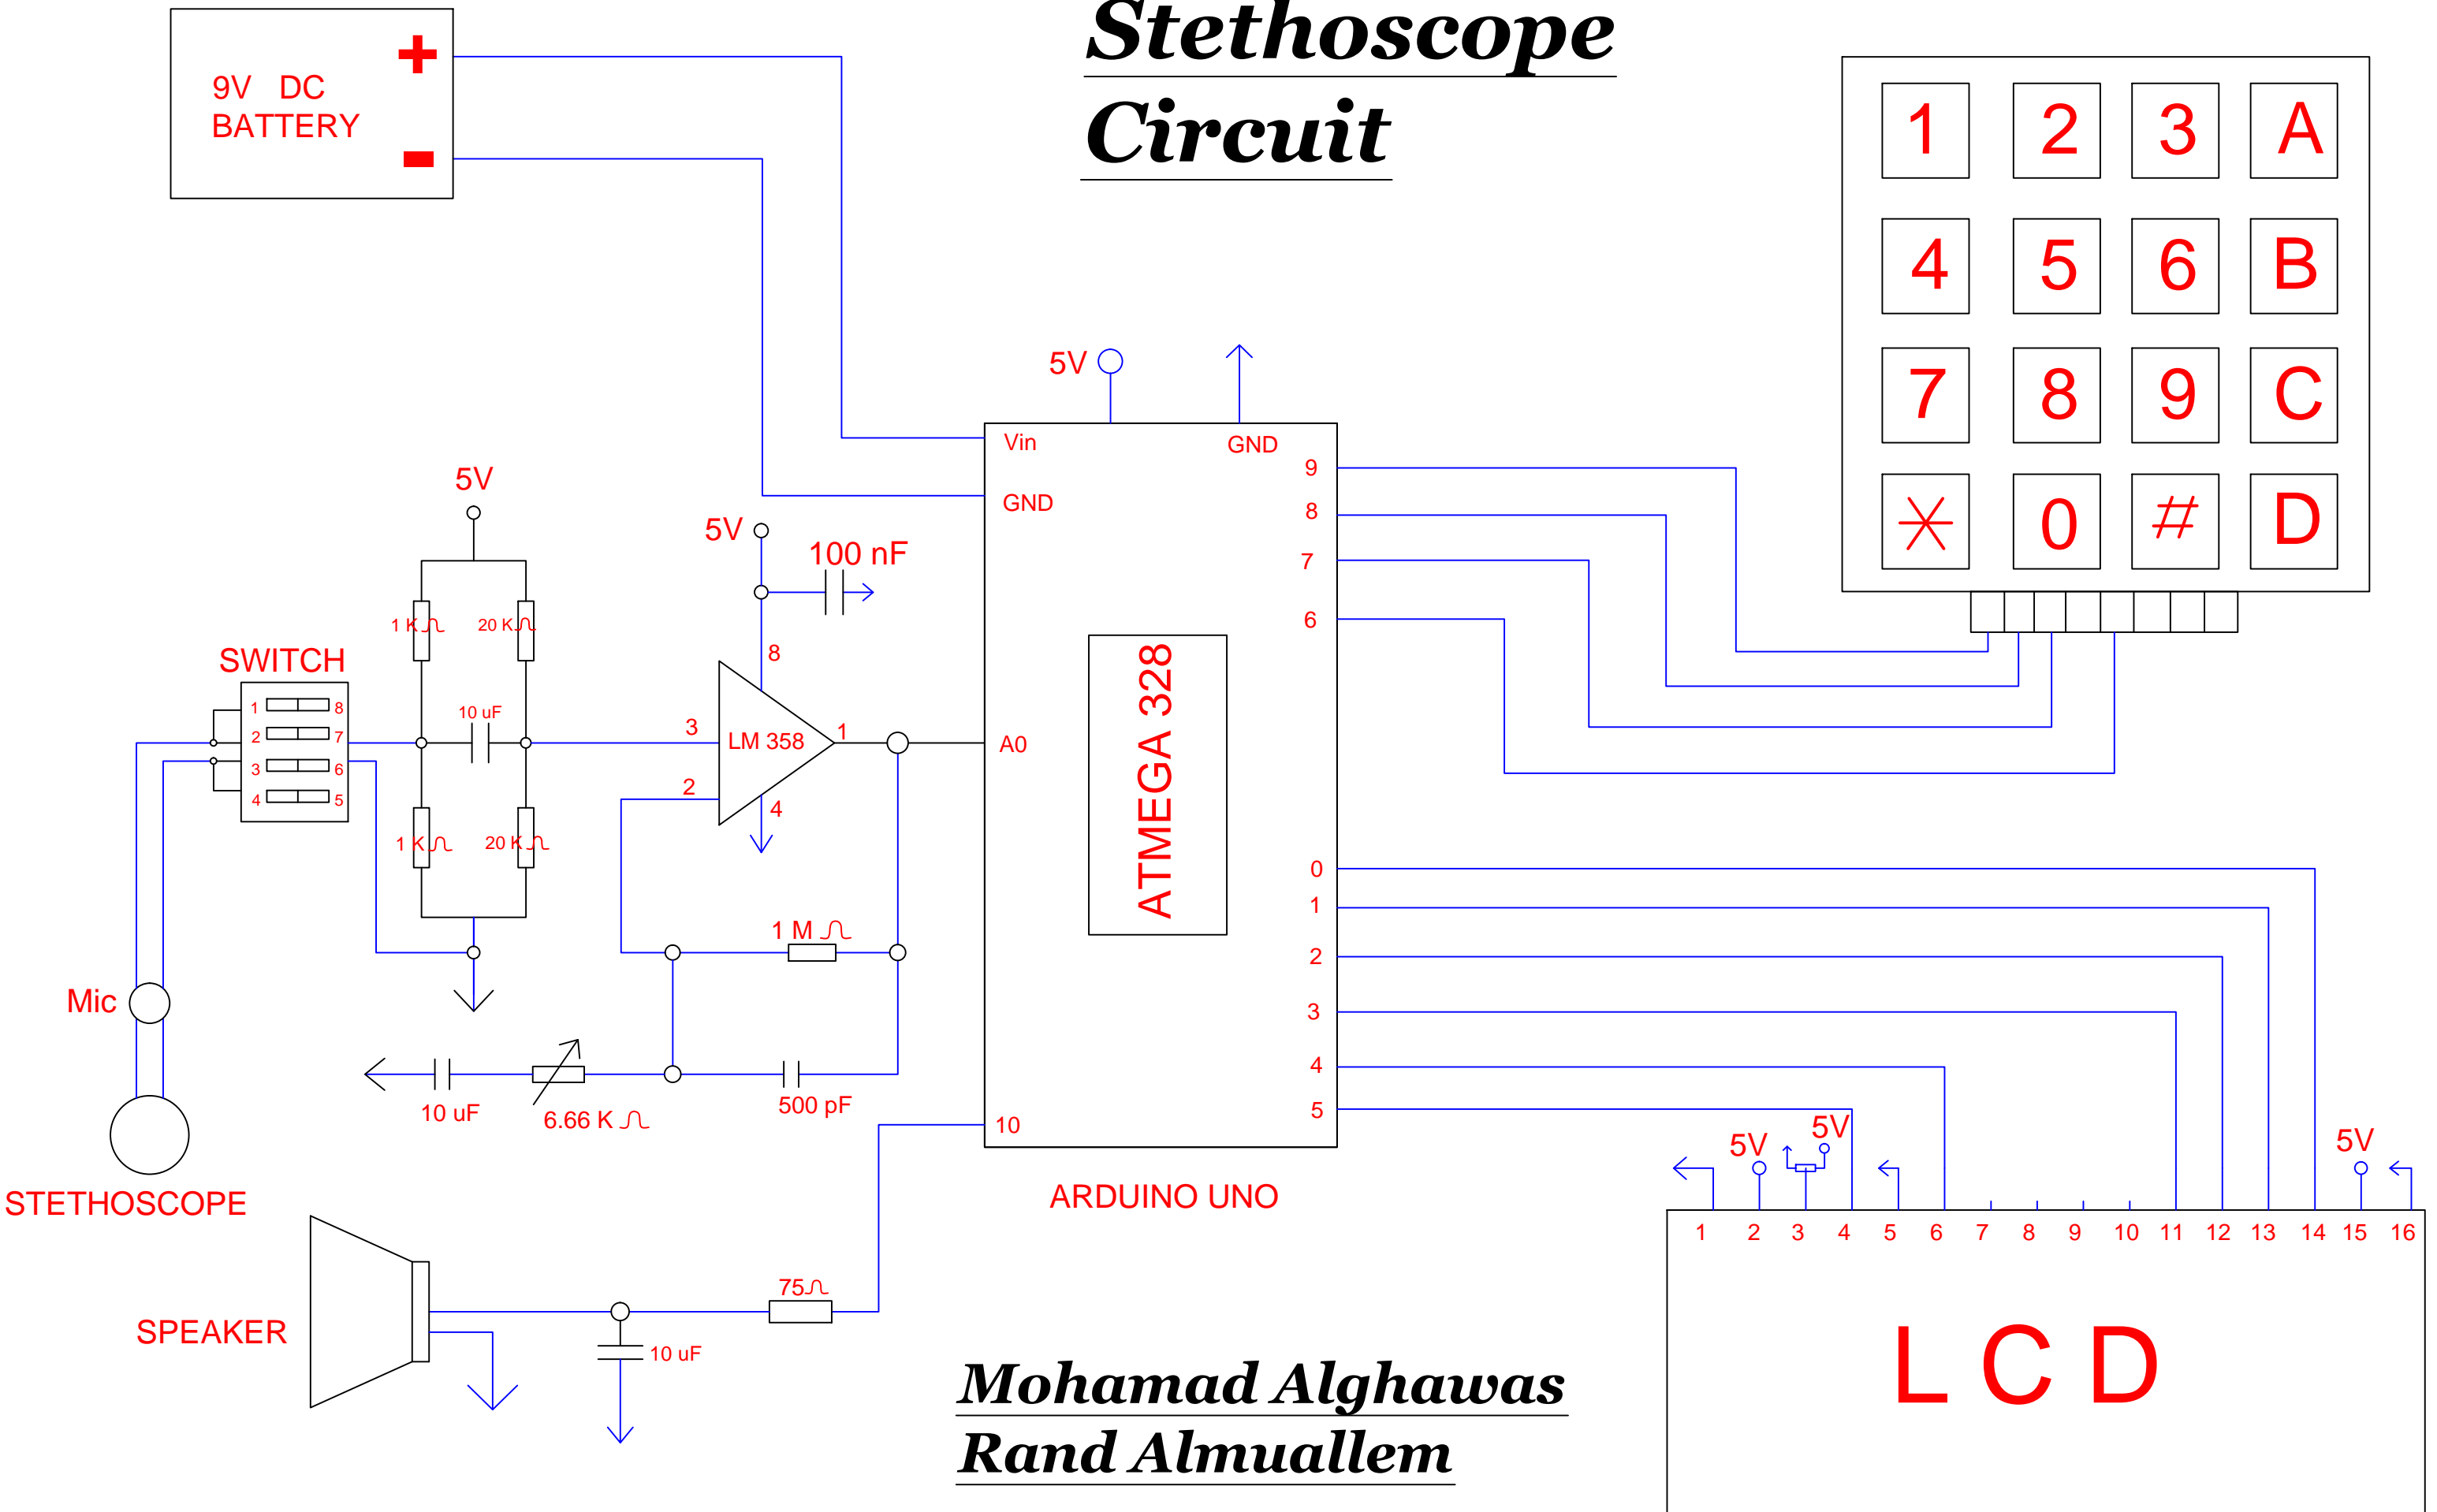 Stethoscope
Circuit
9V DC
BATTERY
+
-
1 2 3 A
4 5 6 B
7 8 9 C
* 0 # D
5V
Vin
GND
GND
9
8
7
6
0
1
2
3
4
5
A0
10
ATMEGA 328
ARDUINO UNO
5V
5V
100 nF
8
3
2
LM 358
1
4
1 K
20 K
10 uF
1 K
20 K
SWITCH
1 8
2 7
3 6
4 5
1 M
10 uF
6.66 K
500 pF
Mic
STETHOSCOPE
SPEAKER
75
10 uF
5V
5V
5V
1 2 3 4 5 6 7 8 9 10 11 12 13 14 15 16
L C D
Mohamad Alghawas
Rand Almuallem